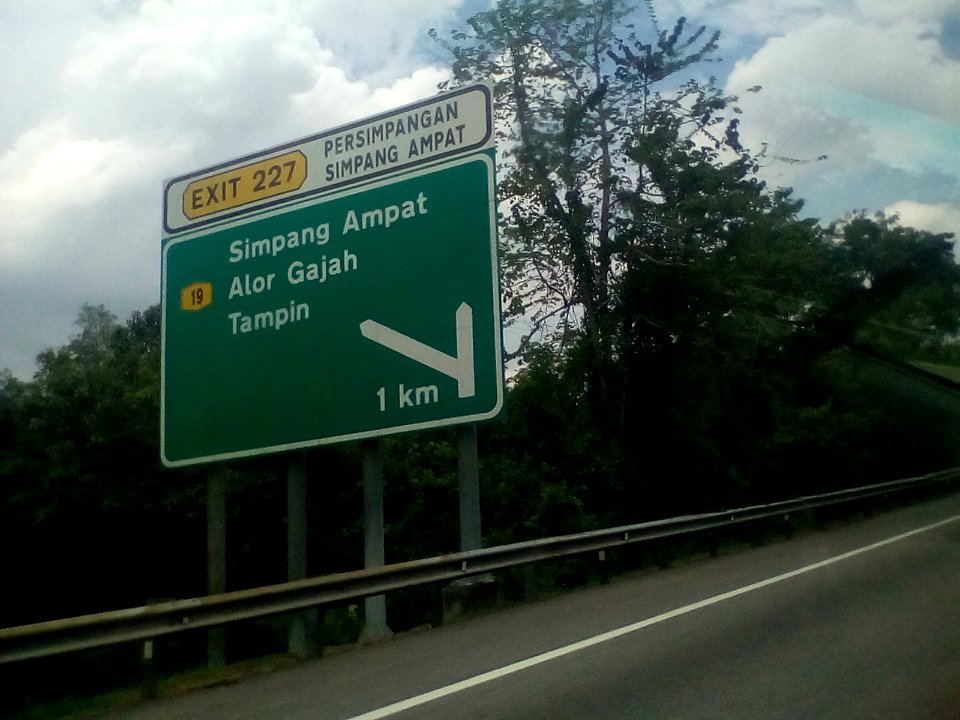 EXIT 227
PERSIMPANGAN
SIMPANG AMPAT
Simpang Ampat
19
Alor Gajah
Tampin
1 km